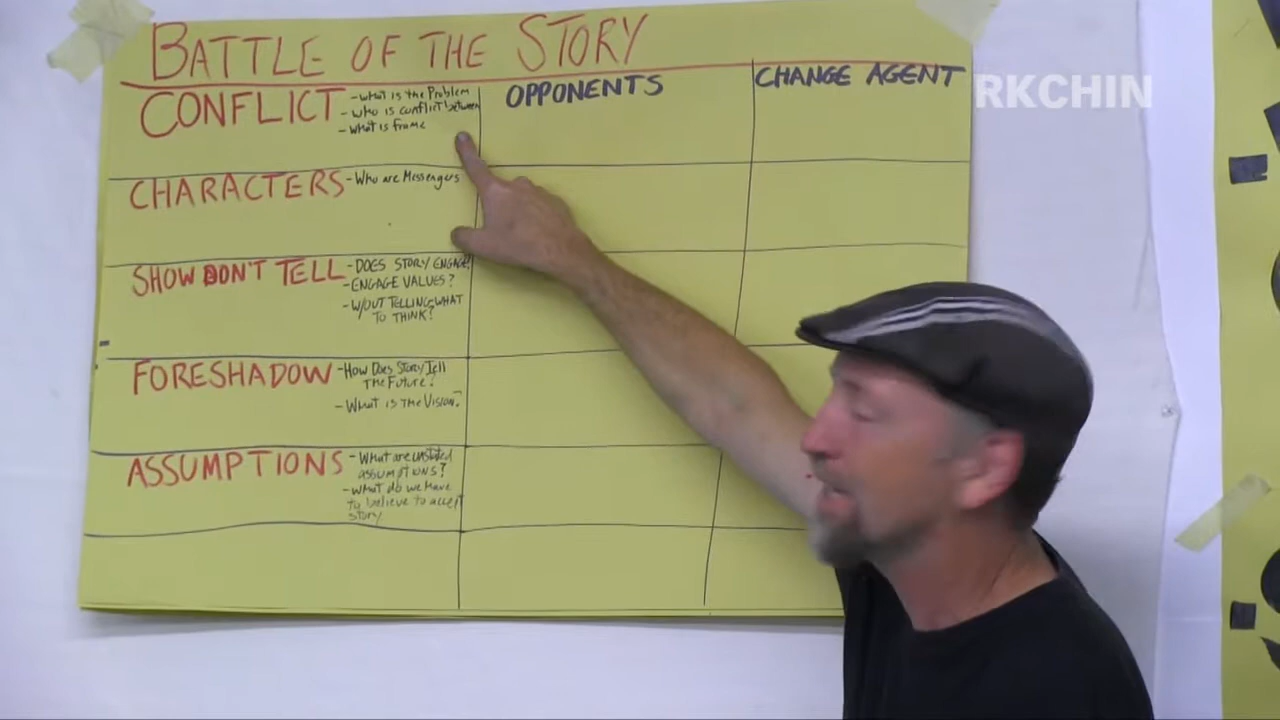 BATTLE OF THE STORY
OPPONENTS
CHANGE AGENT
RKCHIN
CONFLICT
-What is the Problem
- Who is conflict between
- What is frame
CHARACTERS
-Who are Messengers
SHOW DON'T TELL
-DOES STORY ENGAGE?
-ENGAGE VALUES?
-W/OUT TELLING WHAT
TO THINK?
FORESHADOW
-How Does Story Tell
The Future?
-What is the Vision?
ASSUMPTIONS
-What are unstated
assumptions?
-What do we have
to believe to accept
story